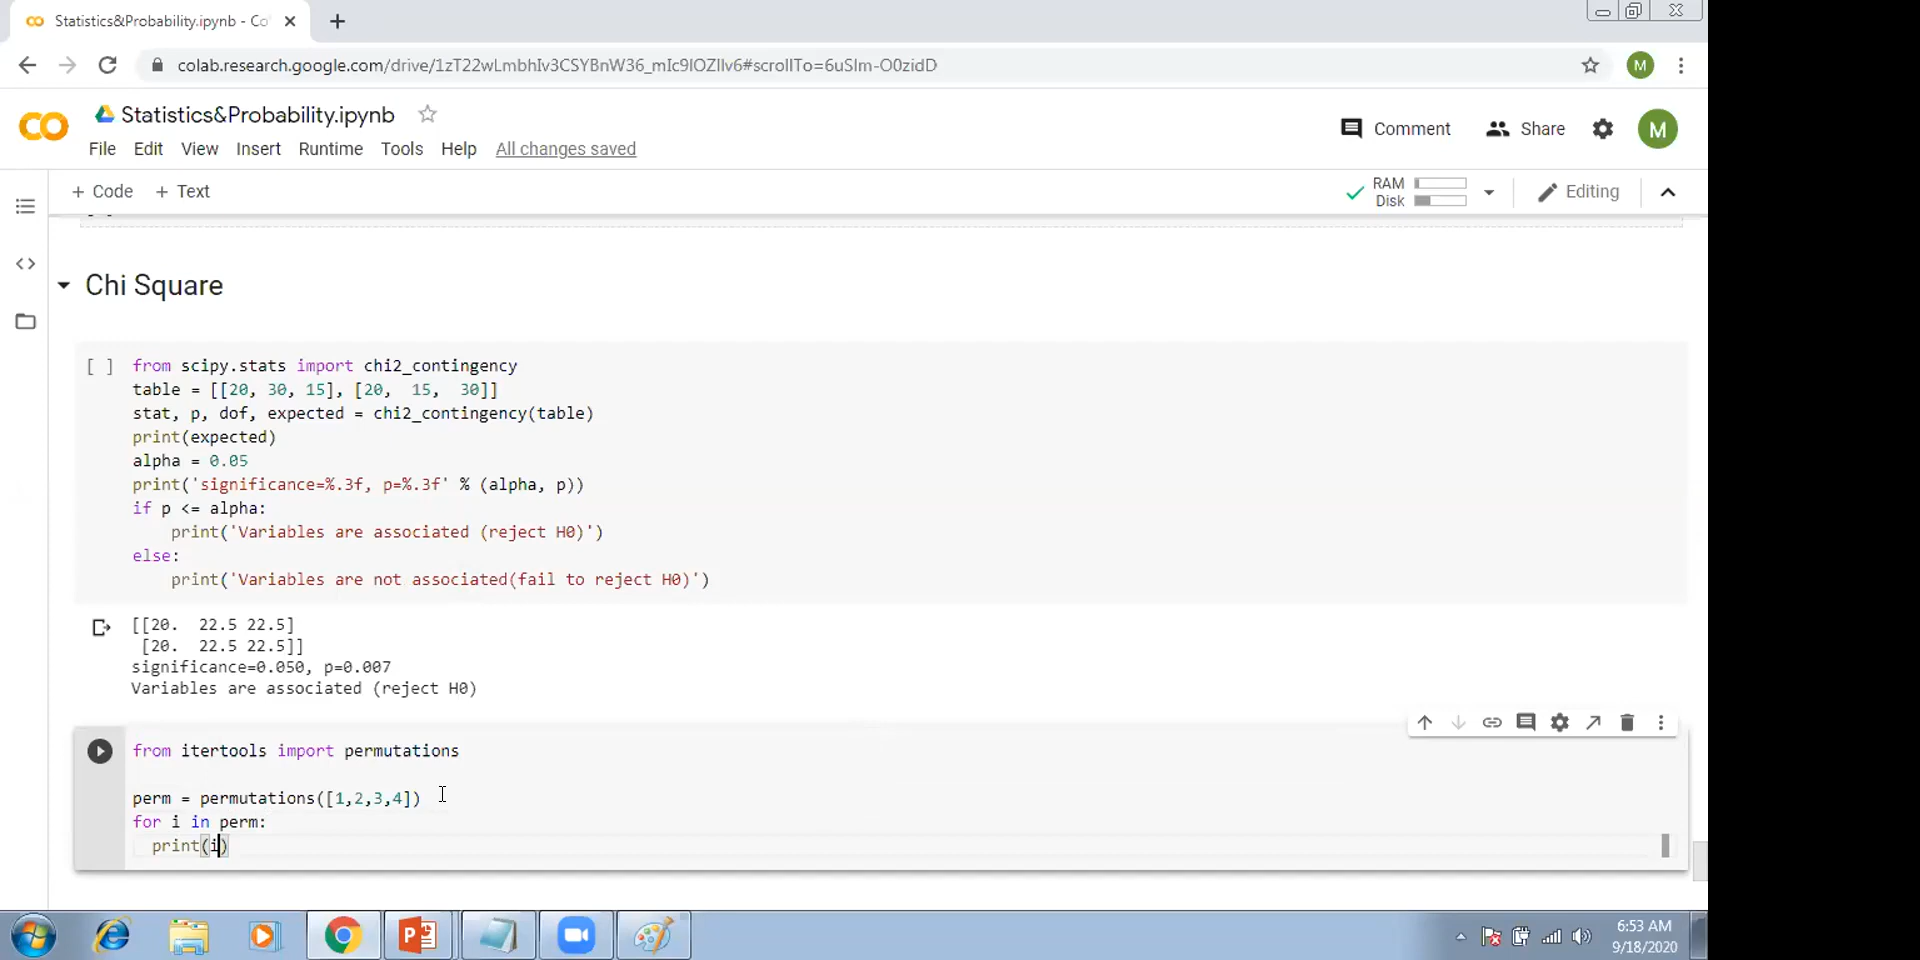 Statistics&Probability.ipynb - Co
colab.research.google.com/drive/1zT22wLmbhIv3CSYBnW36_mIc9lOZllv6#scrollTo=6uSIm-O0zidD
M
CO
Statistics&Probability.ipynb
Comment
Share
M
File Edit View Insert Runtime Tools Help All changes saved
+ Code + Text
RAM
Disk
Editing
Chi Square
[ ]
from scipy.stats import chi2_contingency
table = [[20, 30, 15], [20,  15,  30]]
stat, p, dof, expected = chi2_contingency(table)
print(expected)
alpha = 0.05
print('significance=%.3f, p=%.3f' % (alpha, p))
if p <= alpha:
    print('Variables are associated (reject H0)')
else:
    print('Variables are not associated(fail to reject H0)')
[[20.  22.5 22.5]
 [20.  22.5 22.5]]
significance=0.050, p=0.007
Variables are associated (reject H0)
from itertools import permutations
perm = permutations([1,2,3,4])
for i in perm:
  print(i)
6:53 AM
9/18/2020